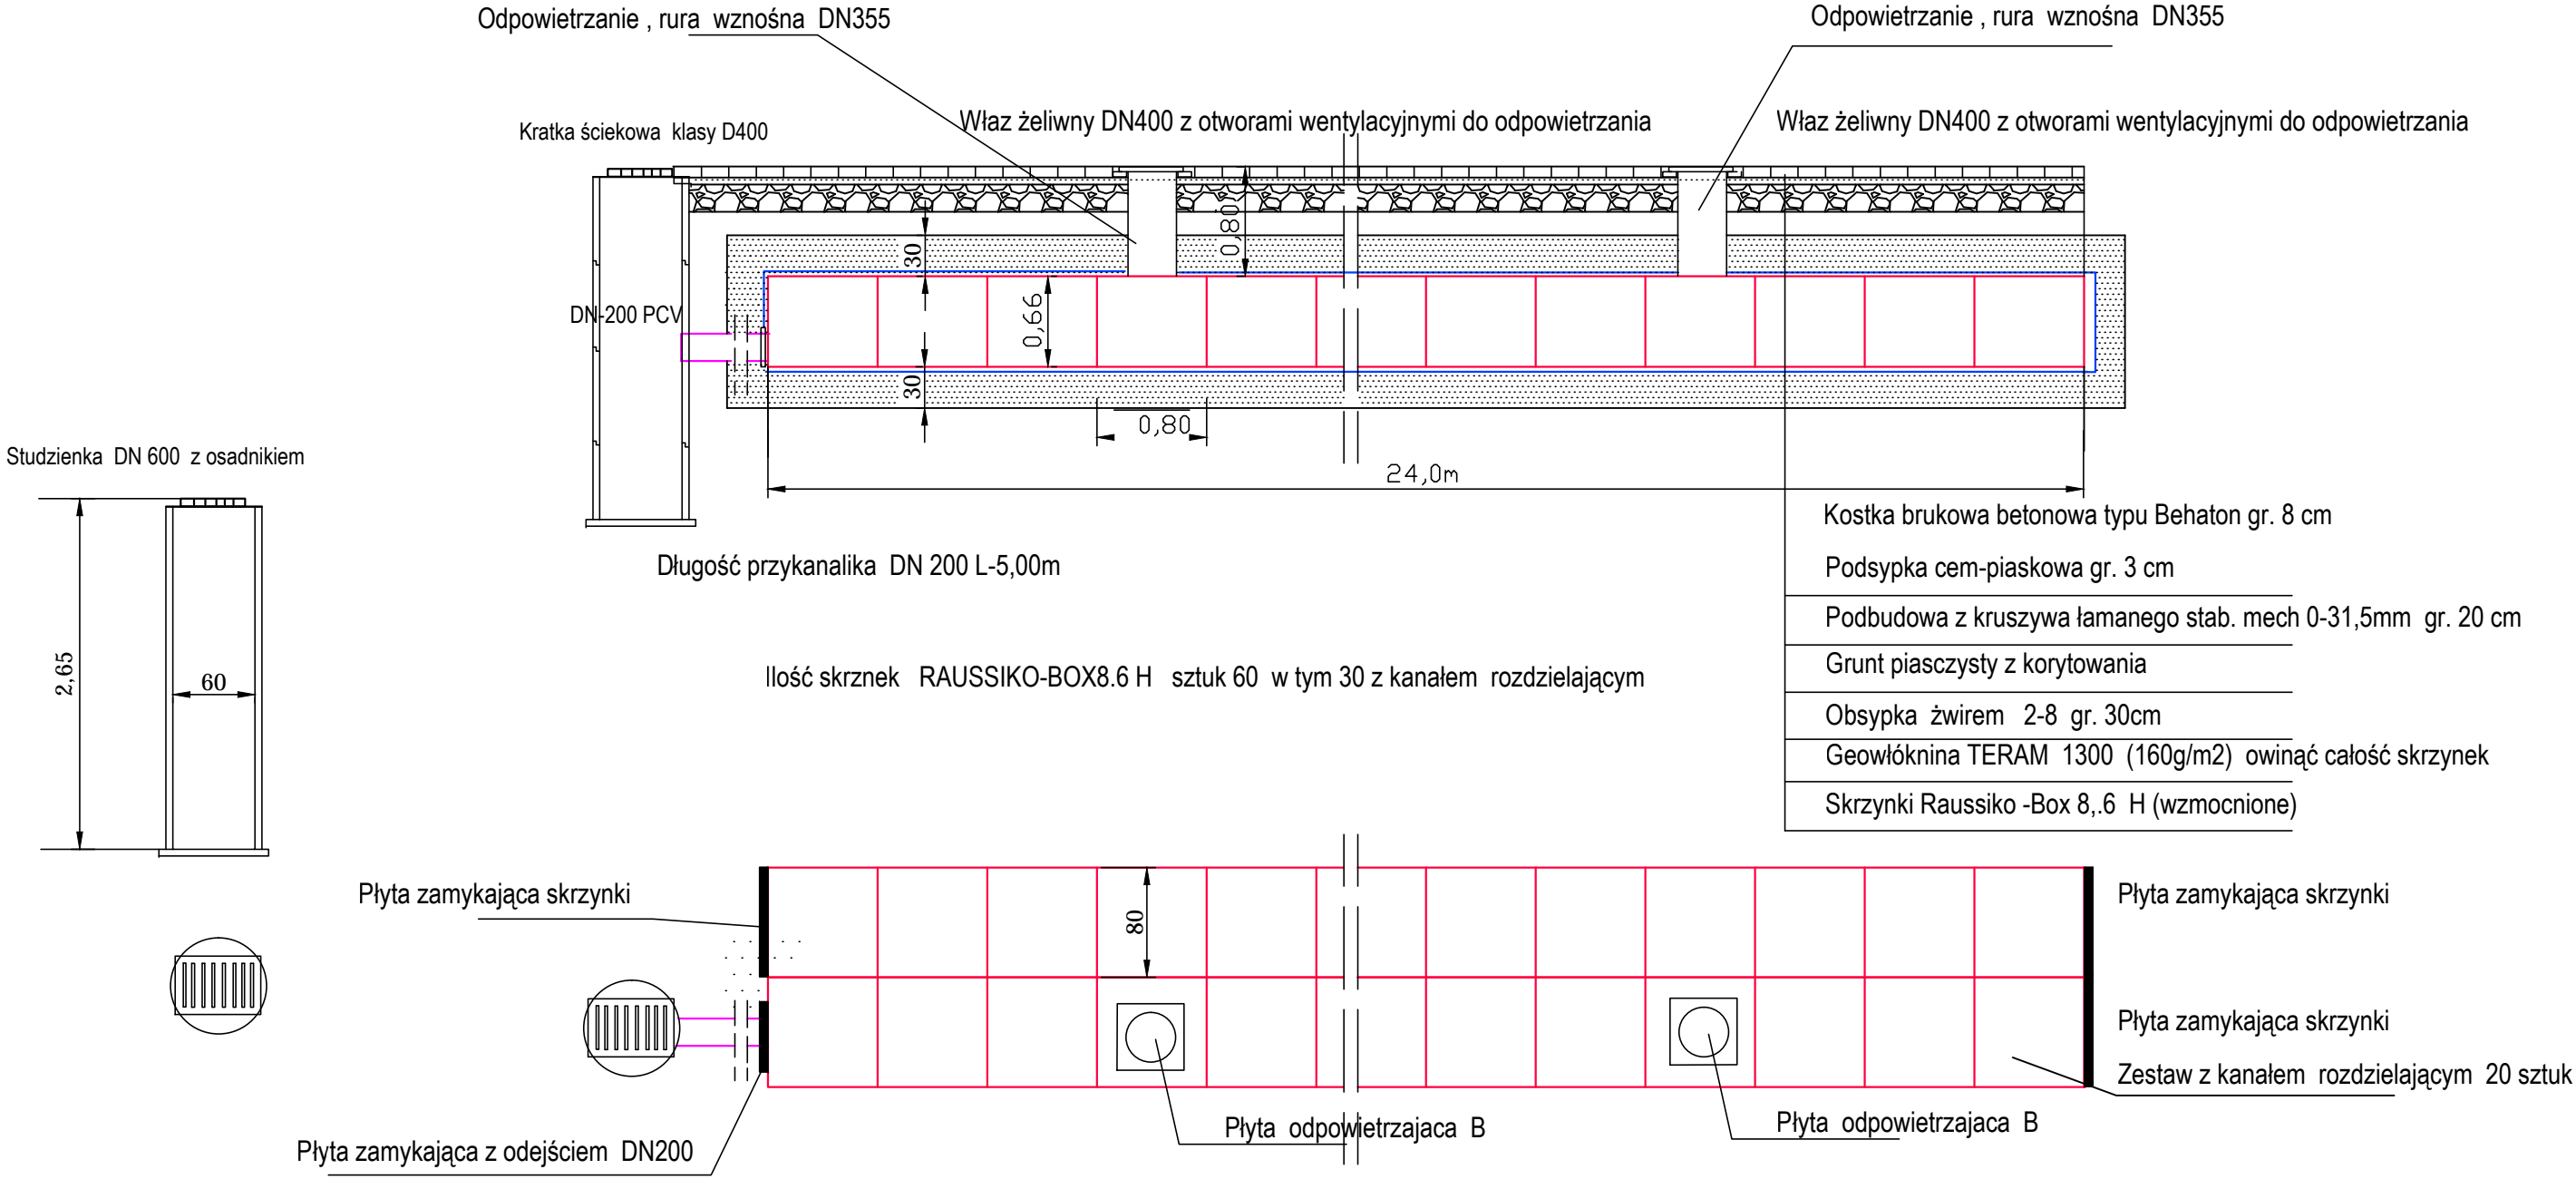 Odpowietrzanie , rura wznośna DN355
Odpowietrzanie , rura wznośna DN355
Kratka ściekowa klasy D400
Właz żeliwny DN400 z otworami wentylacyjnymi do odpowietrzania
Właz żeliwny DN400 z otworami wentylacyjnymi do odpowietrzania
0,80
30
DN-200 PCV
0,66
30
0,80
24,0m
Studzienka DN 600 z osadnikiem
2,65
60
Długość przykanalika DN 200 L-5,00m
Ilość skrznek RAUSSIKO-BOX8.6 H sztuk 60 w tym 30 z kanałem rozdzielającym
Kostka brukowa betonowa typu Behaton gr. 8 cm
Podsypka cem-piaskowa gr. 3 cm
Podbudowa z kruszywa łamanego stab. mech 0-31,5mm gr. 20 cm
Grunt piasczysty z korytowania
Obsypka żwirem 2-8 gr. 30cm
Geowłóknina TERAM 1300 (160g/m2) owinąć całość skrzynek
Skrzynki Raussiko -Box 8,.6 H (wzmocnione)
Płyta zamykająca skrzynki
80
Płyta zamykająca skrzynki
Płyta zamykająca skrzynki
Zestaw z kanałem rozdzielającym 20 sztuk
Płyta odpowietrzajaca B
Płyta odpowietrzajaca B
Płyta zamykająca z odejściem DN200